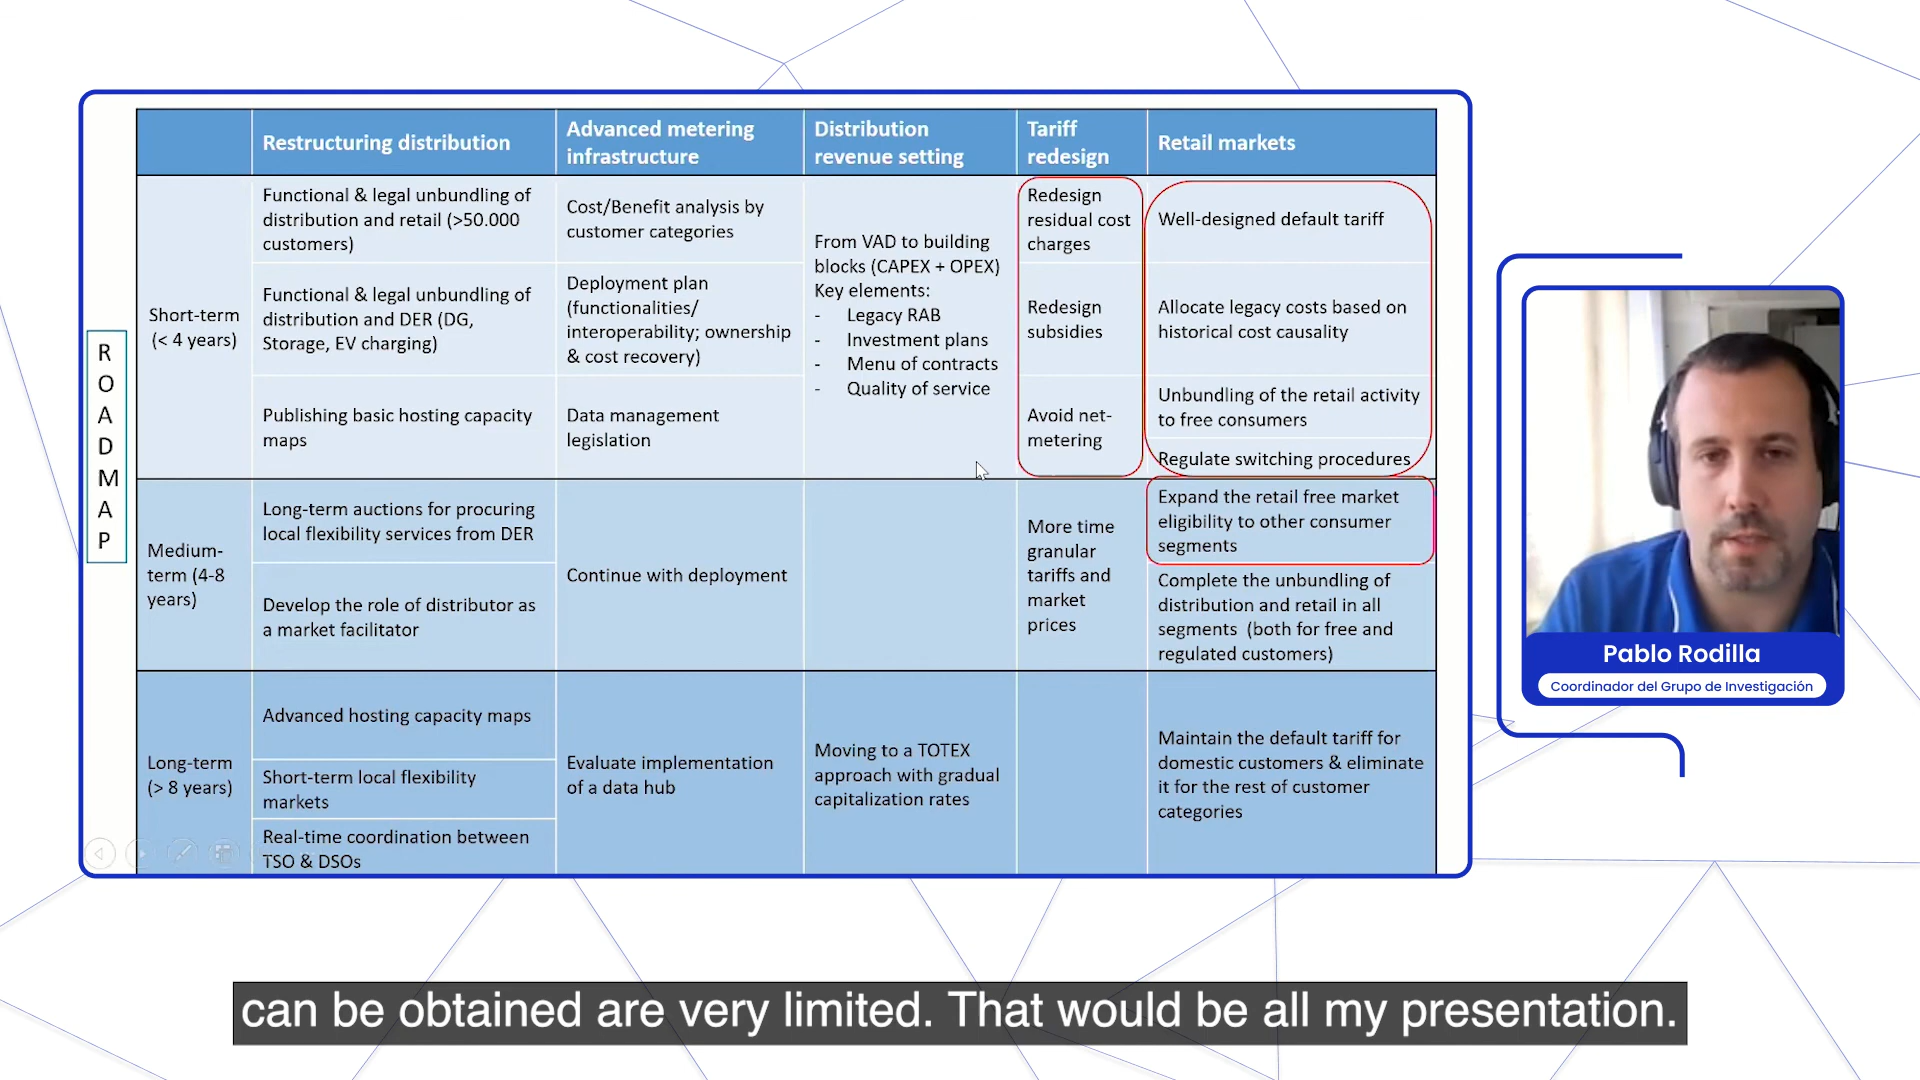 Restructuring distribution
Advanced metering
infrastructure
Distribution
revenue setting
Tariff
redesign
Retail markets
ROADMAP
Short-term
(< 4 years)
Functional & legal unbundling of
distribution and retail (>50.000
customers)
Functional & legal unbundling of
distribution and DER (DG,
Storage, EV charging)
Publishing basic hosting capacity
maps
Cost/Benefit analysis by
customer categories
Deployment plan
(functionalities/
interoperability; ownership
& cost recovery)
Data management
legislation
From VAD to building
blocks (CAPEX + OPEX)
Key elements:
- Legacy RAB
- Investment plans
- Menu of contracts
- Quality of service
Redesign
residual cost
charges
Redesign
subsidies
Avoid net-
metering
Well-designed default tariff
Allocate legacy costs based on
historical cost causality
Unbundling of the retail activity
to free consumers
Regulate switching procedures
Medium-
term (4-8
years)
Long-term auctions for procuring
local flexibility services from DER
Develop the role of distributor as
a market facilitator
Continue with deployment
More time
granular
tariffs and
market
prices
Expand the retail free market
eligibility to other consumer
segments
Complete the unbundling of
distribution and retail in all
segments (both for free and
regulated customers)
Long-term
(> 8 years)
Advanced hosting capacity maps
Short-term local flexibility
markets
Real-time coordination between
TSO & DSOs
Evaluate implementation
of a data hub
Moving to a TOTEX
approach with gradual
capitalization rates
Maintain the default tariff for
domestic customers & eliminate
it for the rest of customer
categories
Pablo Rodilla
Coordinador del Grupo de Investigación
can be obtained are very limited. That would be all my presentation.